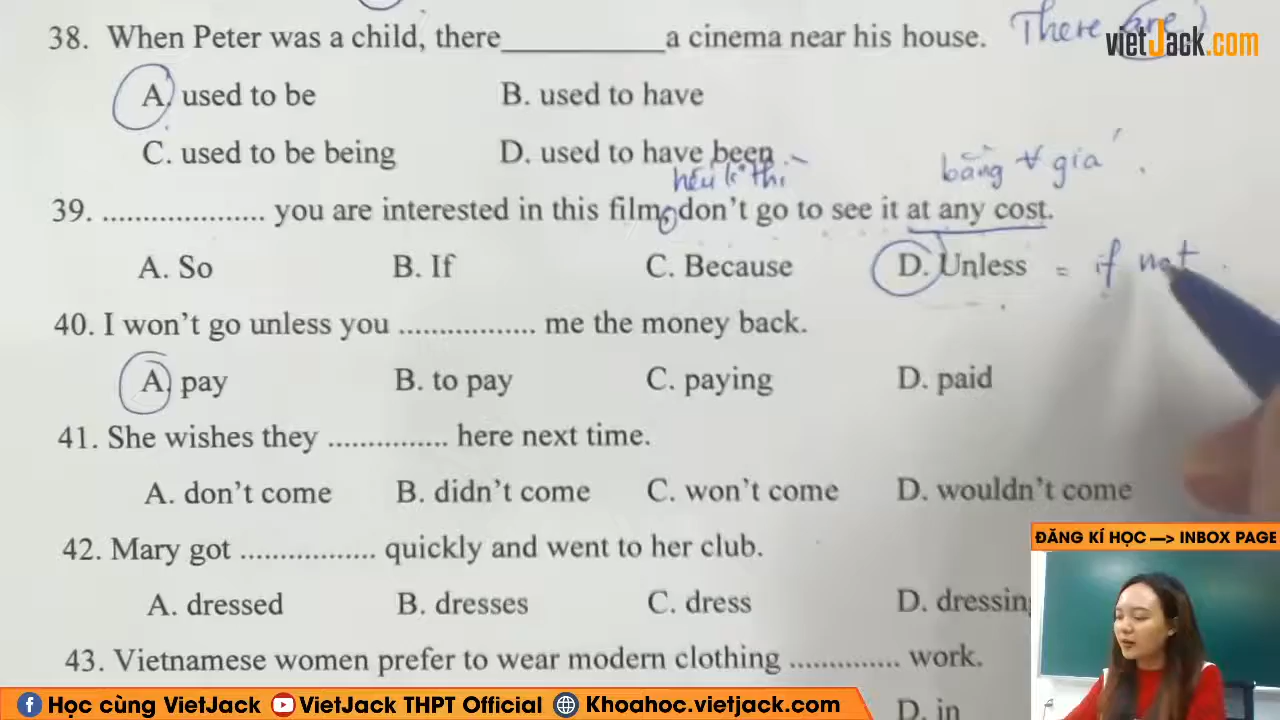 38. When Peter was a child, there__________a cinema near his house. There are
vietJack.com
A. used to be B. used to have
C. used to be being D. used to have been
nếu k° thì bằng ∀ giá
39. .................... you are interested in this film, don't go to see it at any cost.
A. So B. If C. Because D. Unless = if not
40. I won't go unless you ................. me the money back.
A. pay B. to pay C. paying D. paid
41. She wishes they ............... here next time.
A. don't come B. didn't come C. won't come D. wouldn't come
42. Mary got ................. quickly and went to her club.
A. dressed B. dresses C. dress D. dressin
43. Vietnamese women prefer to wear modern clothing .............. work.
D. in
ĐĂNG KÍ HỌC —> INBOX PAGE
Học cùng VietJack VietJack THPT Official Khoahoc.vietjack.com